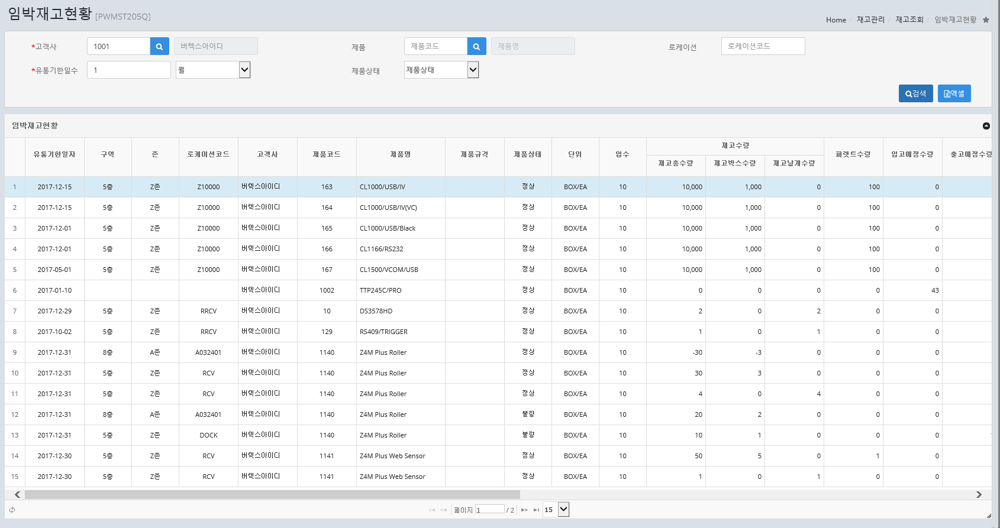 임박재고현황 [PWMST205Q]
Home / 재고관리 / 재고조회 / 임박재고현황
*고객사 1001 버텍스아이디 제품 제품코드 제품명 로케이션 로케이션코드
*유통기한일수 1 월 제품상태 제품상태
검색 엑셀
임박재고현황
유통기한일자 구역 존 로케이션코드 고객사 제품코드 제품명 제품규격 제품상태 단위 입수 재고수량 파렛트수량 입고예정수량 출고예정수량
재고총수량 재고박스수량 재고낱개수량
1 2017-12-15 5층 Z존 Z10000 버텍스아이디 163 CL1000/USB/IV 정상 BOX/EA 10 10,000 1,000 0 100 0
2 2017-12-15 5층 Z존 Z10000 버텍스아이디 164 CL1000/USB/IV(VC) 정상 BOX/EA 10 10,000 1,000 0 100 0
3 2017-12-01 5층 Z존 Z10000 버텍스아이디 165 CL1000/USB/Black 정상 BOX/EA 10 10,000 1,000 0 100 0
4 2017-12-01 5층 Z존 Z10000 버텍스아이디 166 CL1166/RS232 정상 BOX/EA 10 10,000 1,000 0 100 0
5 2017-05-01 5층 Z존 Z10000 버텍스아이디 167 CL1500/VCOM/USB 정상 BOX/EA 10 10,000 1,000 0 100 0
6 2017-01-10 버텍스아이디 1002 TTP245C/PRO 정상 BOX/EA 10 0 0 0 0 43
7 2017-12-29 5층 Z존 RRCV 버텍스아이디 10 DS3578HD 정상 BOX/EA 10 2 0 2 0 0
8 2017-10-02 5층 Z존 RRCV 버텍스아이디 129 RS409/TRIGGER 정상 BOX/EA 10 1 0 1 0 0
9 2017-12-31 8층 A존 A032401 버텍스아이디 1140 Z4M Plus Roller 정상 BOX/EA 10 -30 -3 0 0 0
10 2017-12-31 5층 Z존 RCV 버텍스아이디 1140 Z4M Plus Roller 정상 BOX/EA 10 30 3 0 0 0
11 2017-12-31 5층 Z존 RCV 버텍스아이디 1140 Z4M Plus Roller 정상 BOX/EA 10 4 0 4 0 0
12 2017-12-31 8층 A존 A032401 버텍스아이디 1140 Z4M Plus Roller 불량 BOX/EA 10 20 2 0 0 0
13 2017-12-31 5층 Z존 DOCK 버텍스아이디 1140 Z4M Plus Roller 불량 BOX/EA 10 10 1 0 0 0
14 2017-12-30 5층 Z존 RCV 버텍스아이디 1141 Z4M Plus Web Sensor 정상 BOX/EA 10 50 5 0 1 0
15 2017-12-30 5층 Z존 RCV 버텍스아이디 1141 Z4M Plus Web Sensor 정상 BOX/EA 10 1 0 1 0 0
페이지 1 / 2 15